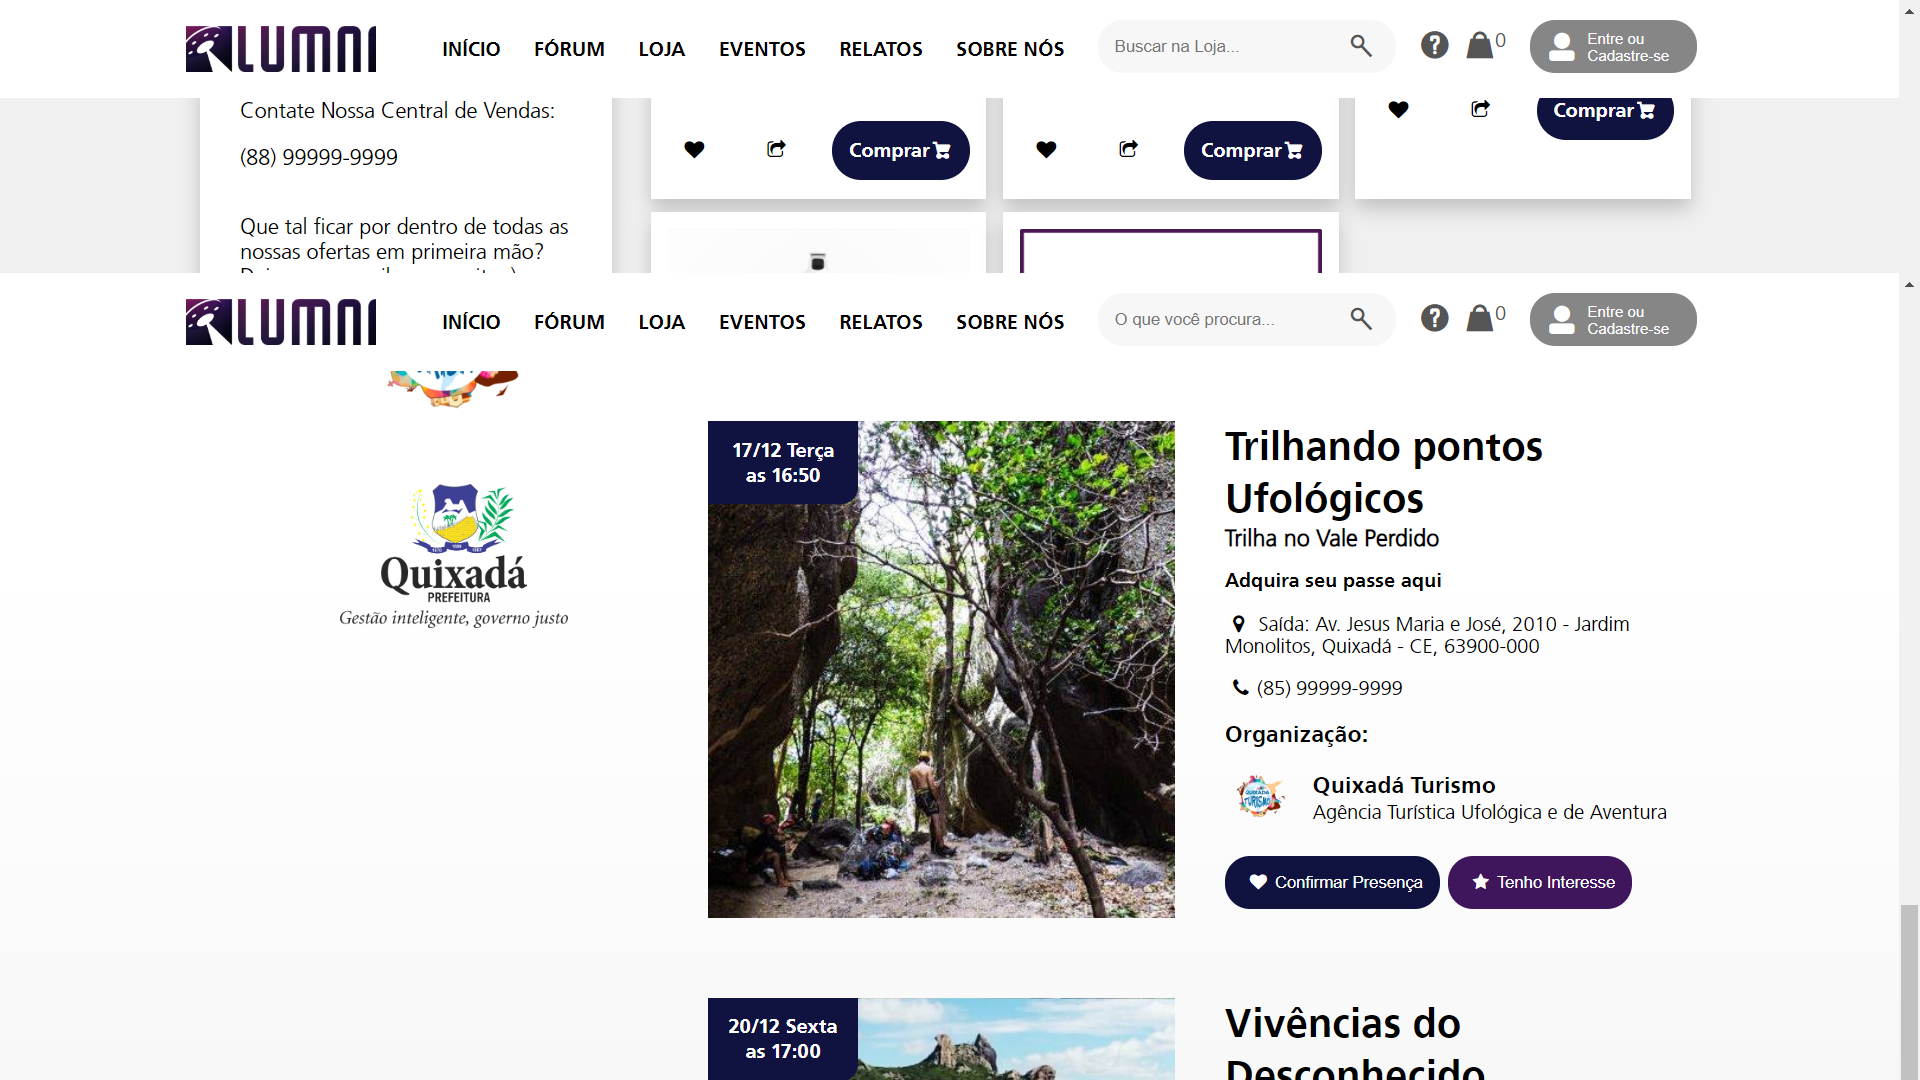 LUMNI
INÍCIO
FÓRUM
LOJA
EVENTOS
RELATOS
SOBRE NÓS
Buscar na Loja...
0
Entre ou
Cadastre-se
Contate Nossa Central de Vendas:
(88) 99999-9999
Que tal ficar por dentro de todas as
nossas ofertas em primeira mão?
Comprar
Comprar
Comprar
LUMNI
INÍCIO
FÓRUM
LOJA
EVENTOS
RELATOS
SOBRE NÓS
O que você procura...
0
Entre ou
Cadastre-se
Quixadá
PREFEITURA
Gestão inteligente, governo justo
17/12 Terça
as 16:50
Trilhando pontos
Ufológicos
Trilha no Vale Perdido
Adquira seu passe aqui
Saída: Av. Jesus Maria e José, 2010 - Jardim
Monolitos, Quixadá - CE, 63900-000
(85) 99999-9999
Organização:
QUIXADÁ
TURISMO
Quixadá Turismo
Agência Turística Ufológica e de Aventura
Confirmar Presença
Tenho Interesse
20/12 Sexta
as 17:00
Vivências do
Desconhecido